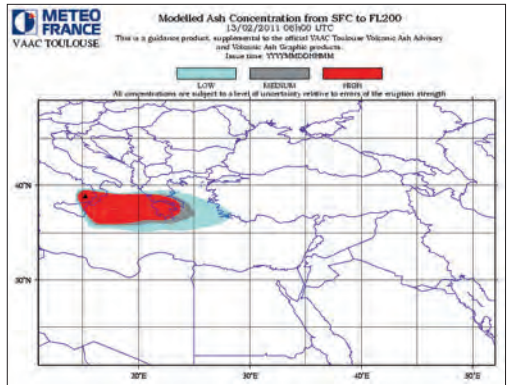 METEO
FRANCE
VAAC TOULOUSE
Modelled Ash Concentration from SFC to FL200
13/02/2011 06H00 UTC
This is a guidance product, supplemental to the official VAAC Toulouse Volcanic Ash Advisory
and Volcanic Ash Graphic products.
Issue time: YYYYMMDDHHMM
LOW MEDIUM HIGH
All concentrations are subject to a level of uncertainty relative to errors of the eruption strength
40°N
30°N
20°E 30°E 40°E 50°E